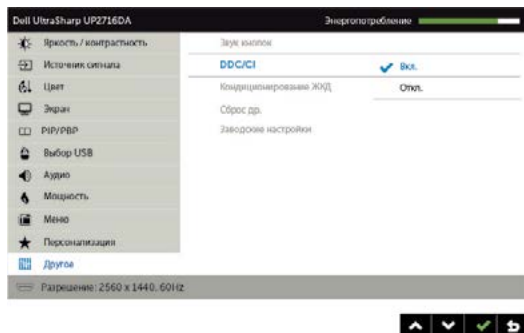 Dell UltraSharp UP2716DA Энергопотребление
Яркость / контрастность
Источник сигнала
Цвет
Экран
PIP/PBP
Выбор USB
Аудио
Мощность
Меню
Персонализация
Другое
Звук кнопок
DDC/CI
Вкл.
Откл.
Кондиционирование ЖКД
Сброс др.
Заводские настройки
Разрешение: 2560 x 1440, 60Hz